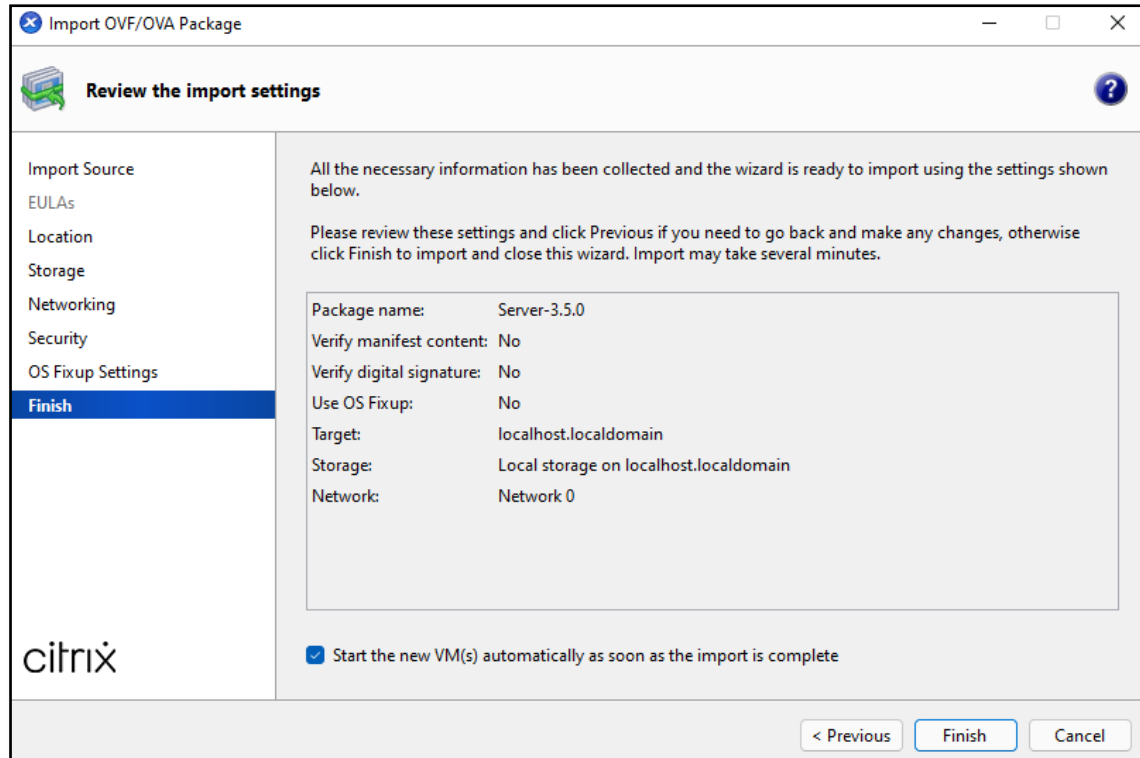 Import OVF/OVA Package
Review the import settings
?
Import Source
EULAs
Location
Storage
Networking
Security
OS Fixup Settings
Finish
citrix
All the necessary information has been collected and the wizard is ready to import using the settings shown
below.
Please review these settings and click Previous if you need to go back and make any changes, otherwise
click Finish to import and close this wizard. Import may take several minutes.
Package name: Server-3.5.0
Verify manifest content: No
Verify digital signature: No
Use OS Fixup: No
Target: localhost.localdomain
Storage: Local storage on localhost.localdomain
Network: Network 0
Start the new VM(s) automatically as soon as the import is complete
< Previous Finish Cancel